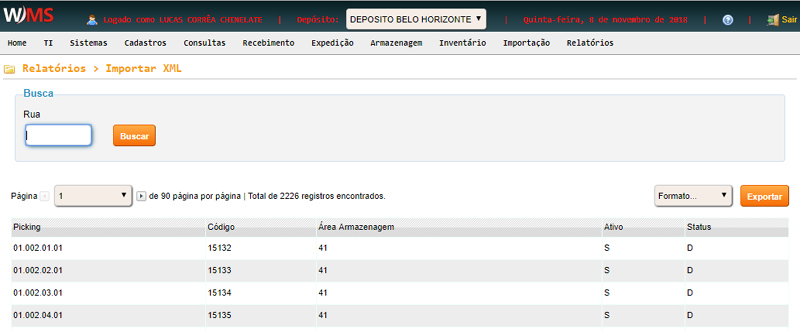 WMS Logado como LUCAS CORRÊA CHINELATE | Depósito: DEPOSITO BELO HORIZONTE | Quinta-feira, 8 de novembro de 2018 | | Sair
Home TI Sistemas Cadastros Consultas Recebimento Expedição Armazenagem Inventário Importação Relatórios
Relatórios > Importar XML
Busca
Rua
Buscar
Página 1 de 90 página por página | Total de 2226 registros encontrados. Formato... Exportar
Picking Código Área Armazenagem Ativo Status
01.002.01.01 15132 41 S D
01.002.02.01 15133 41 S D
01.002.03.01 15134 41 S D
01.002.04.01 15135 41 S D